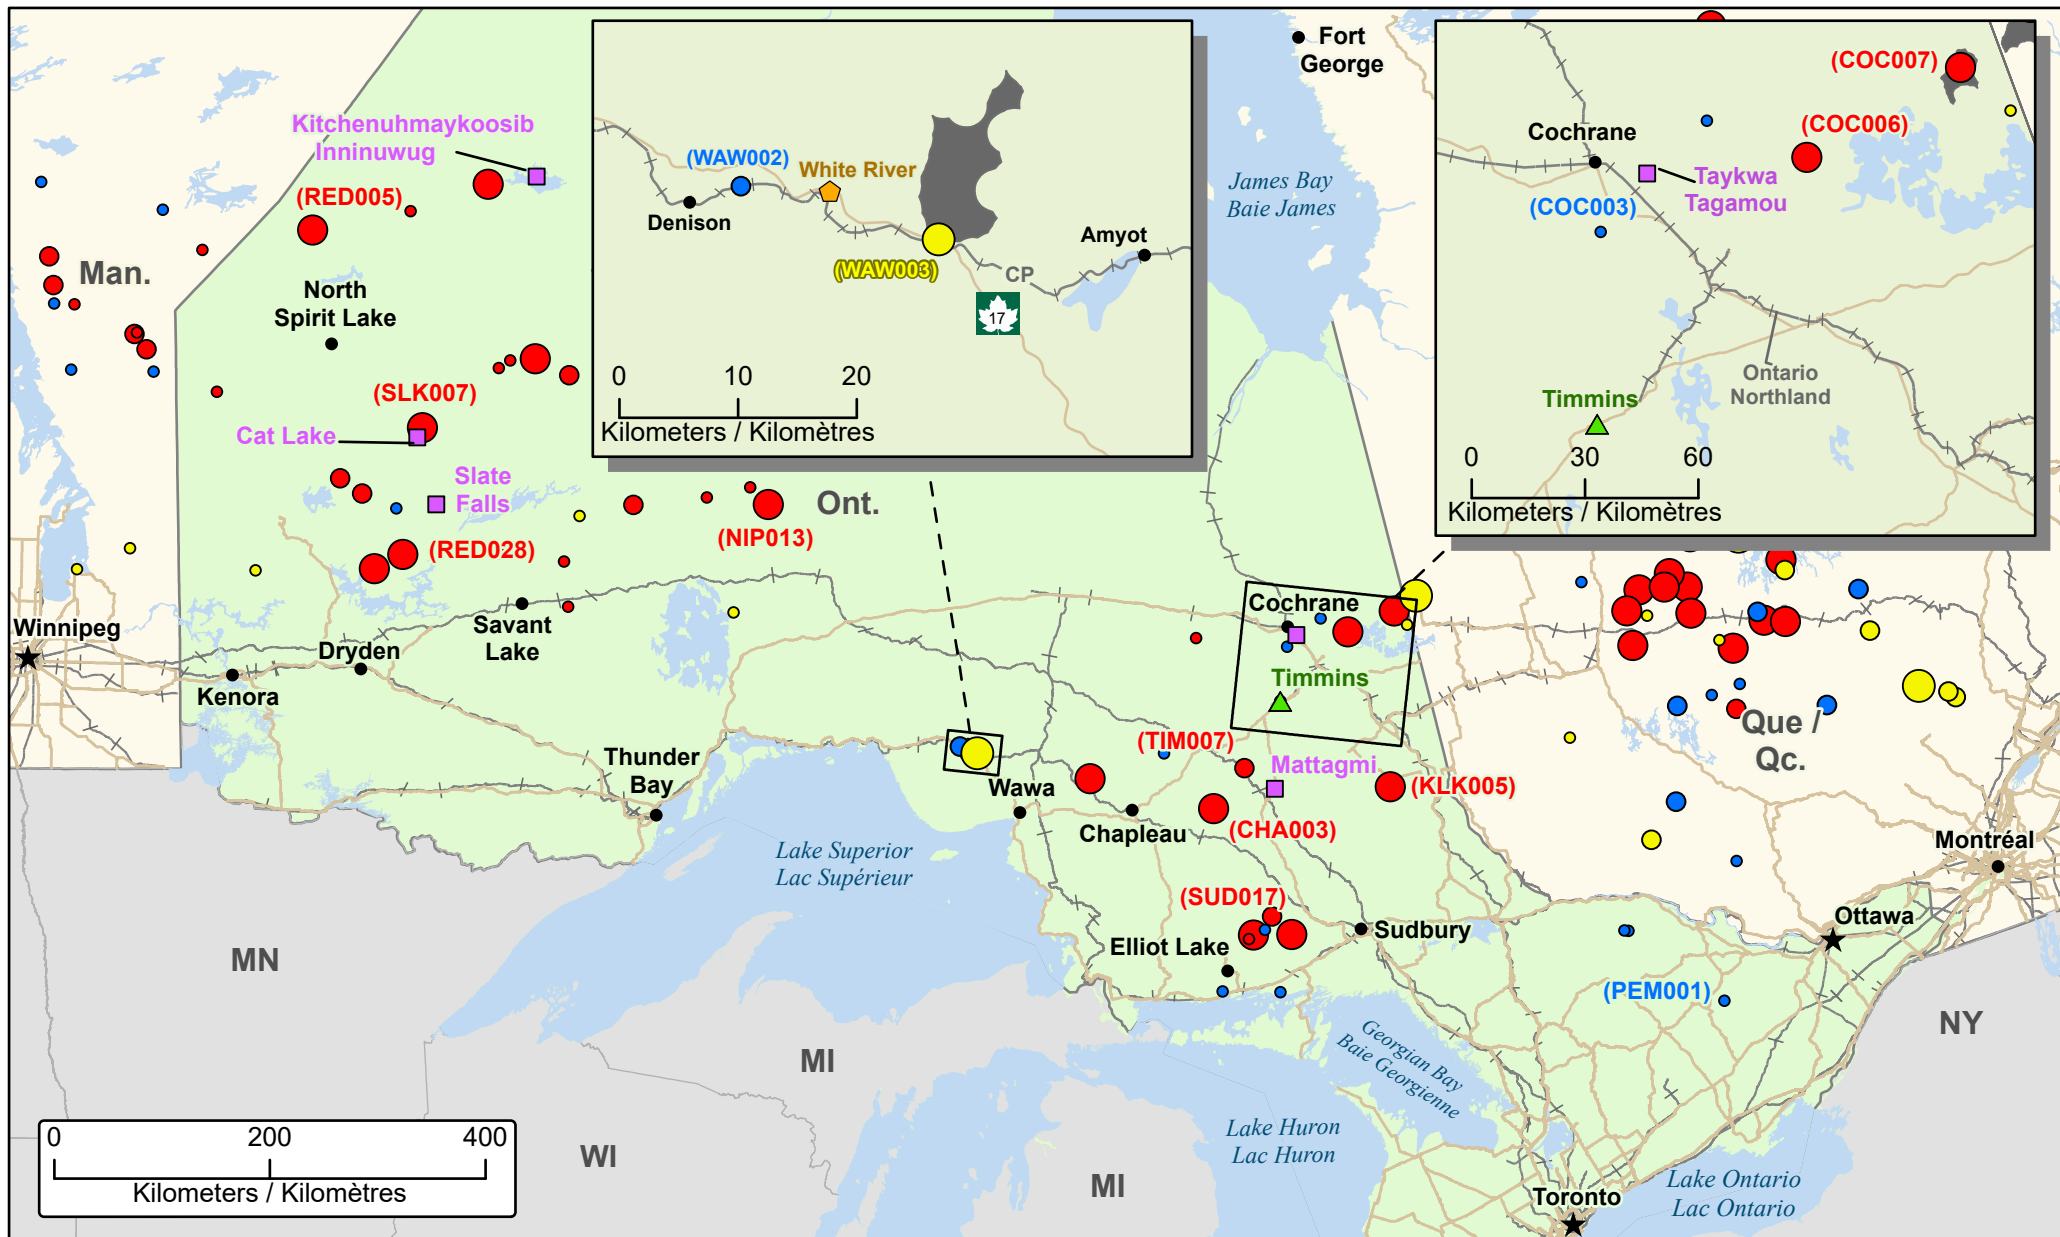 Kitchenuhmaykoosib
Inninuwug
(RED005)
Man.
North
Spirit Lake
(SLK007)
Cat Lake
Slate
Falls
(RED028)
(NIP013)
Ont.
Winnipeg
Kenora
Dryden
Savant
Lake
Thunder
Bay
(WAW002)
White River
Denison
(WAW003)
Amyot
CP
17
0 10 20
Kilometers / Kilomètres
Fort
George
James Bay
Baie James
(COC007)
(COC006)
Cochrane
Taykwa
Tagamou
(COC003)
Ontario
Northland
Timmins
0 30 60
Kilometers / Kilomètres
Cochrane
Timmins
(TIM007)
Mattagmi
(KLK005)
Wawa
Chapleau
(CHA003)
(SUD017)
Elliot Lake
Sudbury
Que /
Qc.
Montréal
Ottawa
(PEM001)
Lake Superior
Lac Supérieur
Georgian Bay
Baie Georgienne
Lake Huron
Lac Huron
Toronto
Lake Ontario
Lac Ontario
MN
WI
MI
MI
NY
0 200 400
Kilometers / Kilomètres